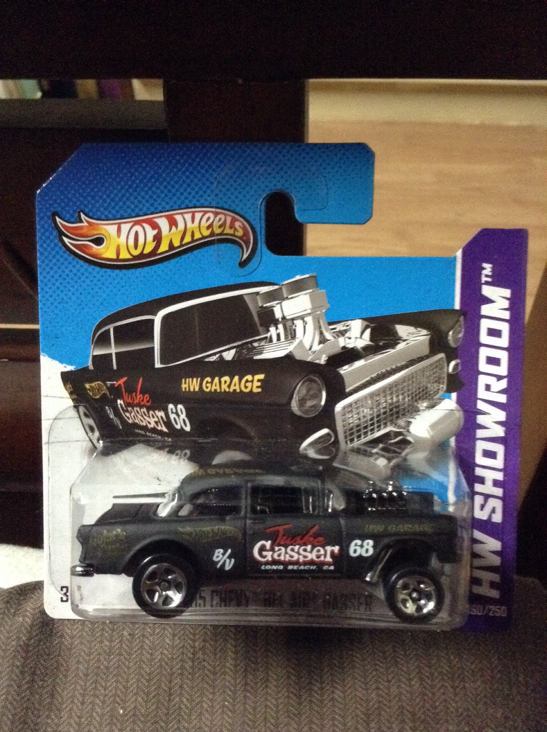 HOT WHEELS
HW SHOWROOM™
HW GARAGE
Tuske
Gasser 68
B/V
Tuske
Gasser
LONG BEACH, CA
68
B/V
HW GARAGE
CHEVY BEL AIR GASSER
/250
3